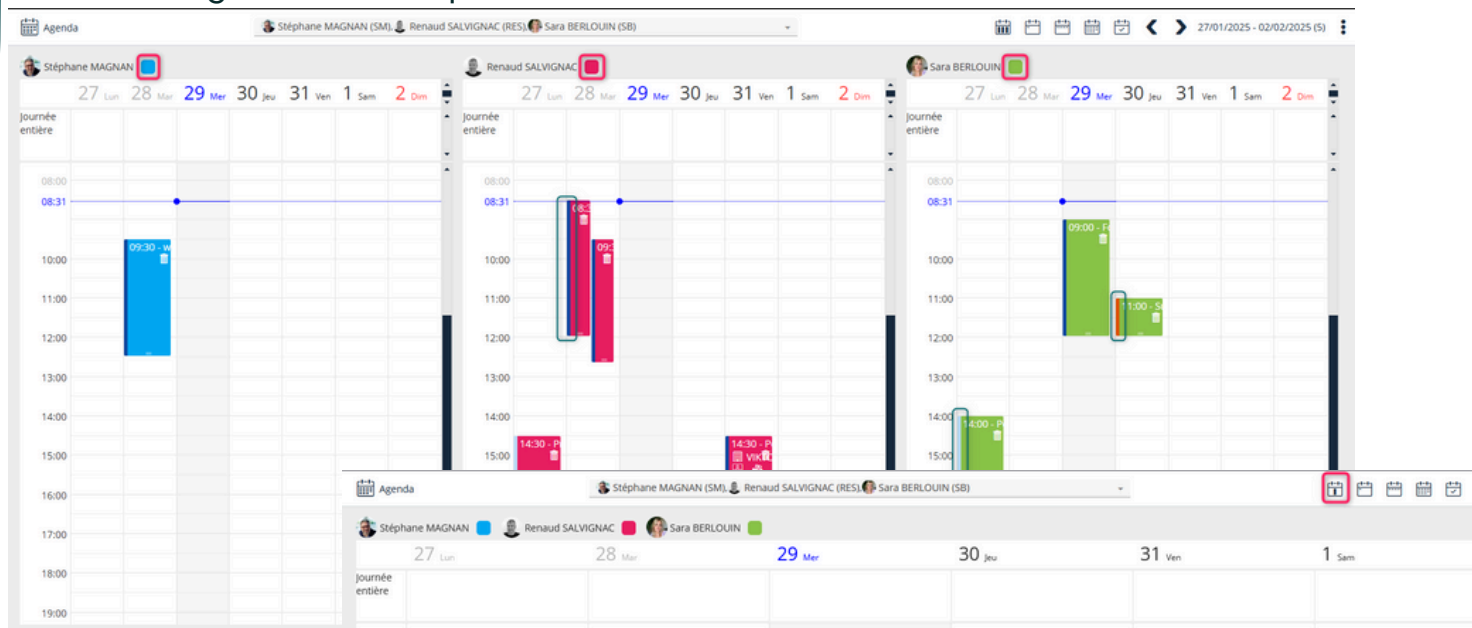 Agenda
Stéphane MAGNAN (SM), Renaud SALVIGNAC (RES), Sara BERLOUIN (SB)
27/01/2025 - 02/02/2025 (5)
Stéphane MAGNAN
27 Lun 28 Mar 29 Mer 30 Jeu 31 Ven 1 Sam 2 Dim
Journée
entière
08:00
08:31
09:30 - w
10:00
11:00
12:00
13:00
14:00
15:00
16:00
17:00
18:00
19:00
Renaud SALVIGNAC
27 Lun 28 Mar 29 Mer 30 Jeu 31 Ven 1 Sam 2 Dim
Journée
entière
08:00
08:31
08:3
09:3
10:00
11:00
12:00
13:00
14:00
14:30 - P
14:30 - P
15:00
VIK
Sara BERLOUIN
27 Lun 28 Mar 29 Mer 30 Jeu 31 Ven 1 Sam 2 Dim
Journée
entière
08:00
08:31
09:00 - F
10:00
11:00
11:00 - S
12:00
13:00
14:00
14:00 - P
15:00
Agenda
Stéphane MAGNAN (SM), Renaud SALVIGNAC (RES), Sara BERLOUIN (SB)
Stéphane MAGNAN Renaud SALVIGNAC Sara BERLOUIN
27 Lun 28 Mar 29 Mer 30 Jeu 31 Ven 1 Sam
Journée
entière